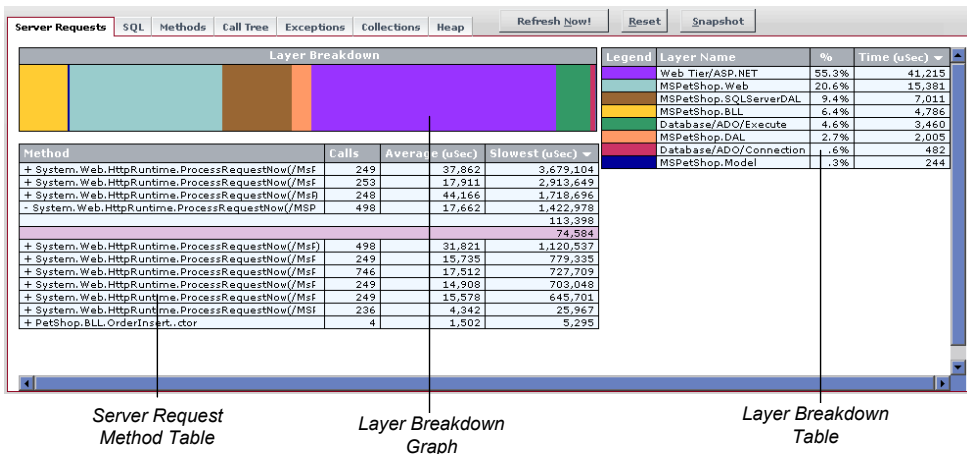 Server Requests SQL Methods Call Tree Exceptions Collections Heap Refresh Now! Reset Snapshot
Layer Breakdown
Legend Layer Name % Time (uSec)
Web Tier/ASP.NET 55.3% 41,215
MSPetShop.Web 20.6% 15,381
MSPetShop.SQLServerDAL 9.4% 7,011
MSPetShop.BLL 6.4% 4,786
Database/ADO/Execute 4.6% 3,460
MSPetShop.DAL 2.7% 2,005
Database/ADO/Connection .6% 482
MSPetShop.Model .3% 244
Method Calls Average (uSec) Slowest (uSec)
+ System.Web.HttpRuntime.ProcessRequestNow(/MsF 249 37,862 3,679,104
+ System.Web.HttpRuntime.ProcessRequestNow(/MsF 253 17,911 2,913,649
+ System.Web.HttpRuntime.ProcessRequestNow(/MsF) 248 44,166 1,718,696
- System.Web.HttpRuntime.ProcessRequestNow(/MSP 498 17,662 1,422,978
113,398
74,584
+ System.Web.HttpRuntime.ProcessRequestNow(/MsF) 498 31,821 1,120,537
+ System.Web.HttpRuntime.ProcessRequestNow(/MsF 249 15,735 779,335
+ System.Web.HttpRuntime.ProcessRequestNow(/MsF 746 17,512 727,709
+ System.Web.HttpRuntime.ProcessRequestNow(/MsF 249 14,908 703,048
+ System.Web.HttpRuntime.ProcessRequestNow(/MsF 249 15,578 645,701
+ System.Web.HttpRuntime.ProcessRequestNow(/MSF 236 4,342 25,967
+ PetShop.BLL.OrderInsert..ctor 4 1,502 5,295
Server Request
Method Table
Layer Breakdown
Graph
Layer Breakdown
Table